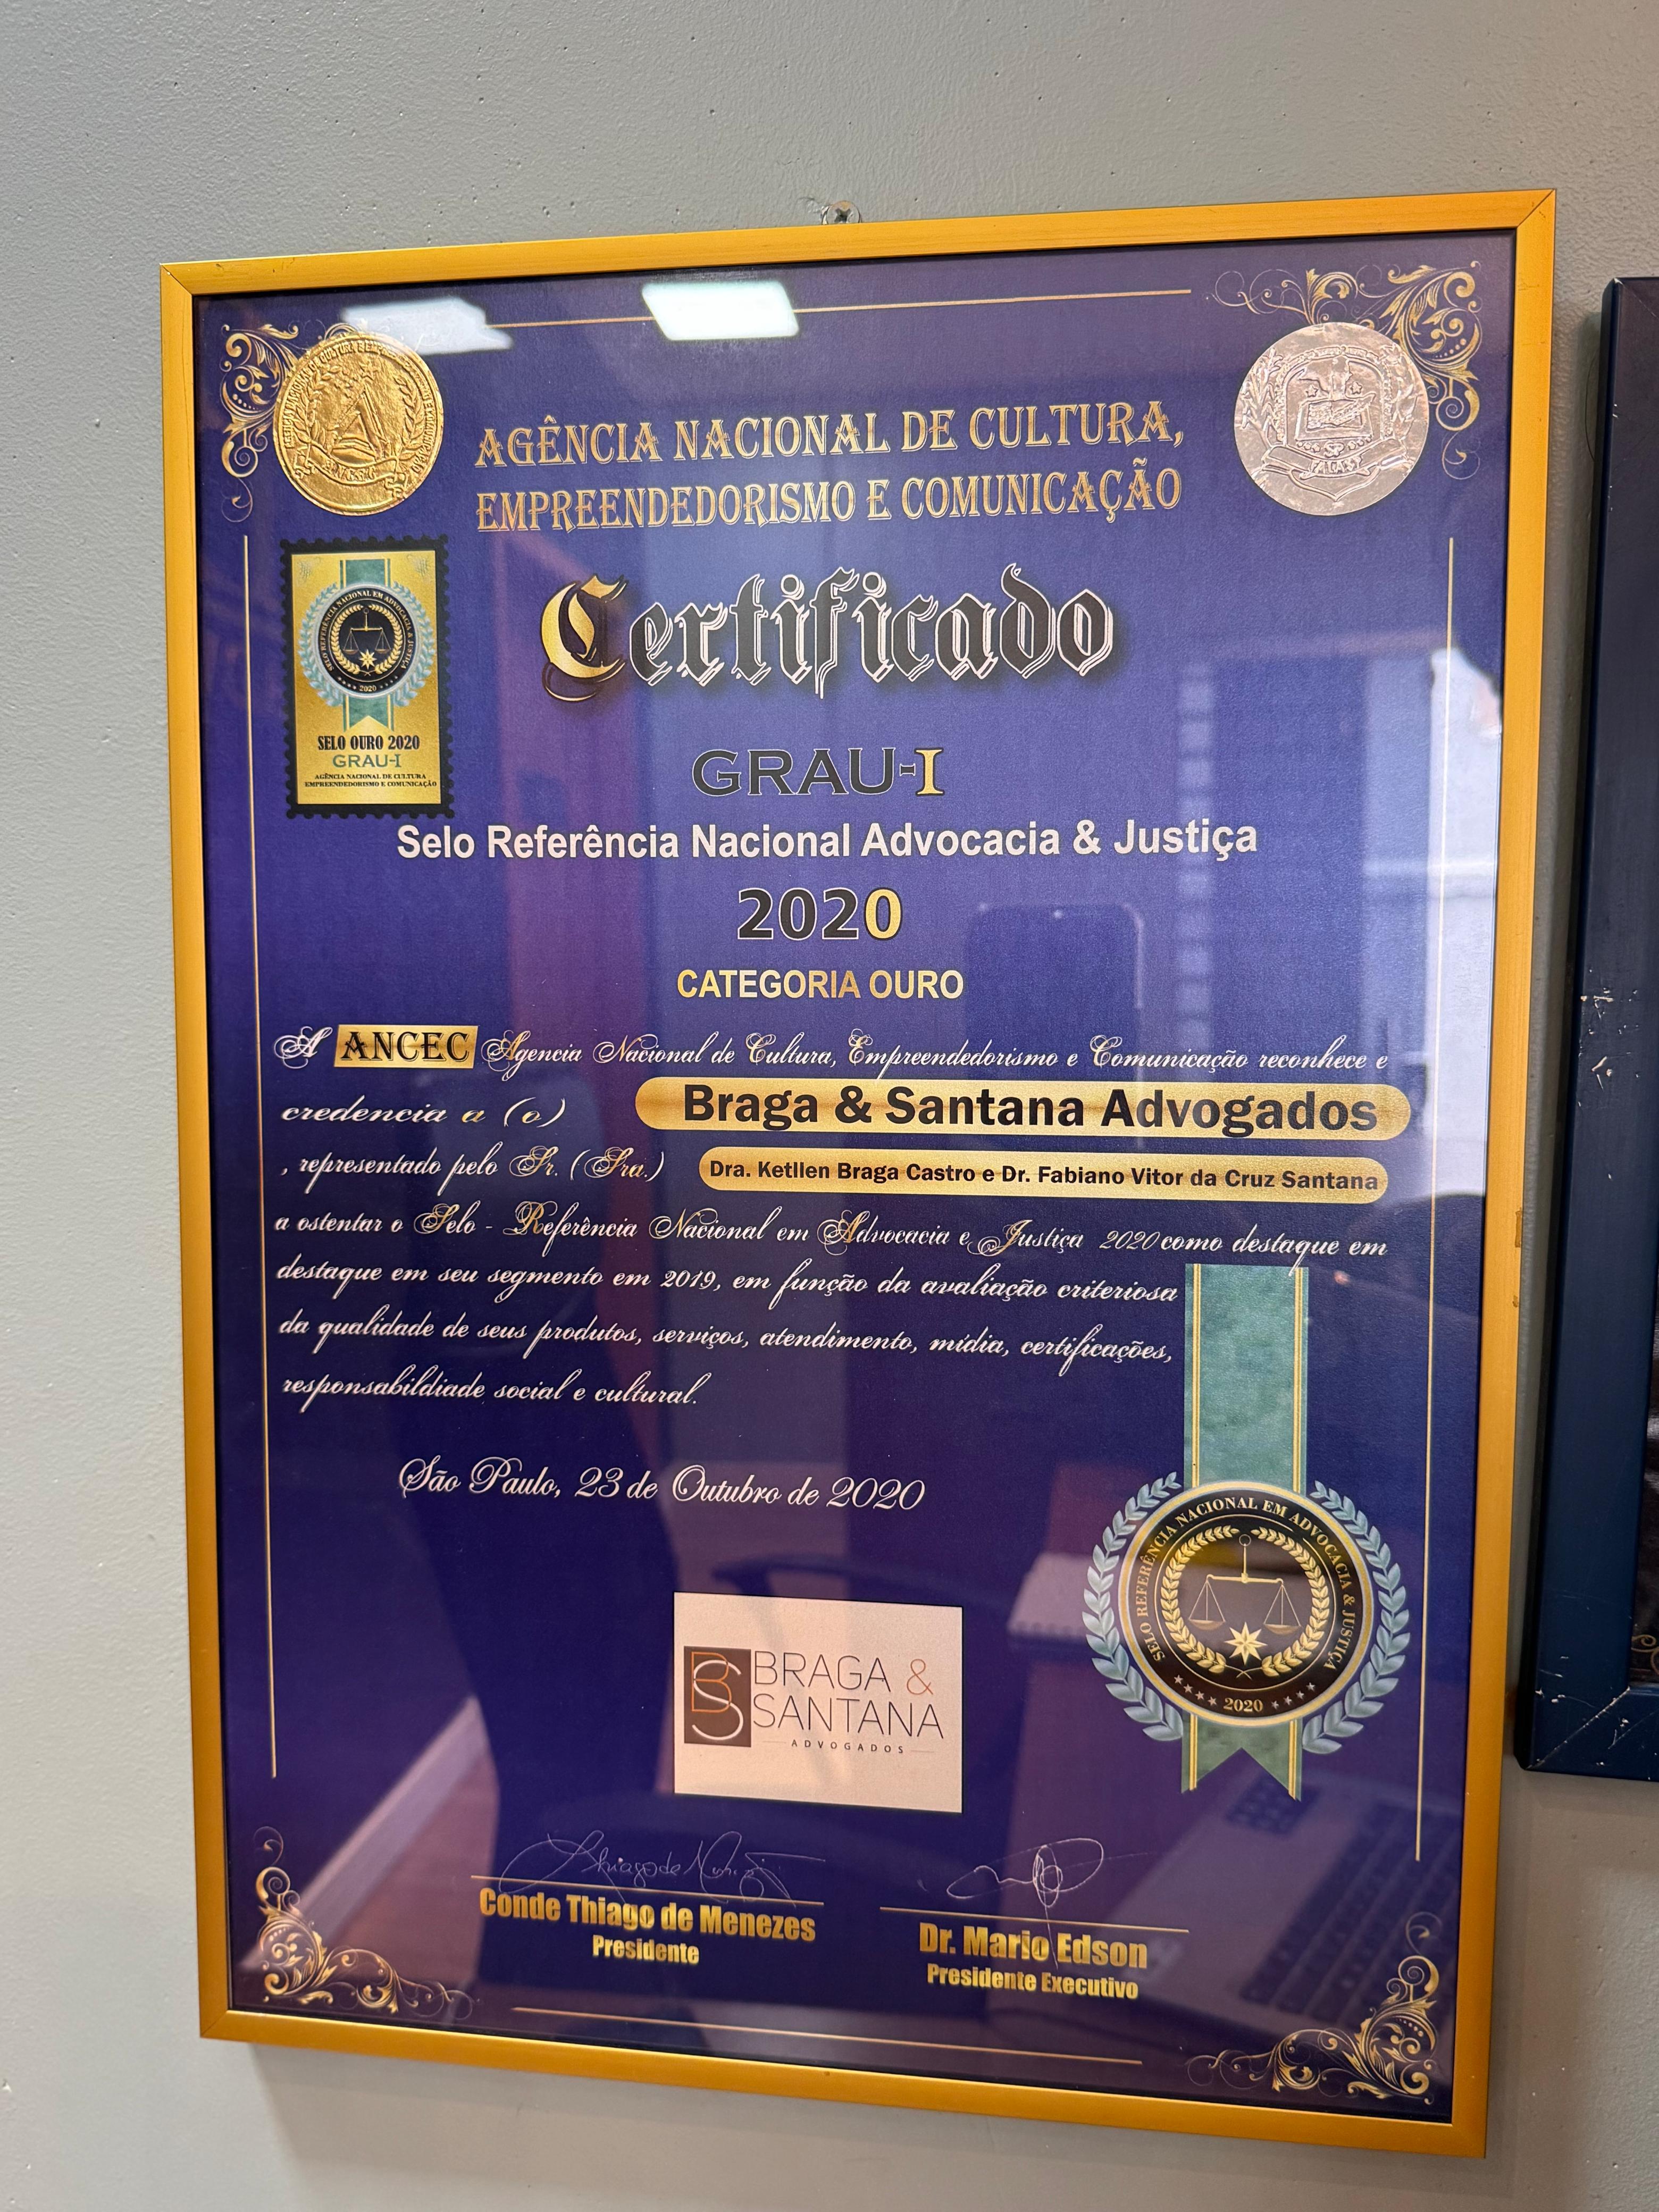 AGÊNCIA NACIONAL DE CULTURA,
EMPREENDEDORISMO E COMUNICAÇÃO
Certificado
SELO REFERÊNCIA NACIONAL EM ADVOCACIA & JUSTIÇA
2020
SELO OURO 2020
GRAU-I
AGÊNCIA NACIONAL DE CULTURA
EMPREENDEDORISMO E COMUNICAÇÃO
GRAU-I
Selo Referência Nacional Advocacia & Justiça
2020
CATEGORIA OURO
A ANCEC Agencia Nacional de Cultura, Empreendedorismo e Comunicação reconhece e
credencia a (o) Braga & Santana Advogados
, representado pelo Sr. (Sra.) Dra. Ketllen Braga Castro e Dr. Fabiano Vitor da Cruz Santana
a ostentar o Selo - Referência Nacional em Advocacia e Justiça 2020 como destaque em
destaque em seu segmento em 2019, em função da avaliação criteriosa
da qualidade de seus produtos, serviços, atendimento, mídia, certificações,
responsabildiade social e cultural.
São Paulo, 23 de Outubro de 2020
SELO REFERÊNCIA NACIONAL EM ADVOCACIA & JUSTIÇA
2020
BS BRAGA &
SANTANA
ADVOGADOS
Conde Thiago de Menezes
Presidente
Dr. Mario Edson
Presidente Executivo